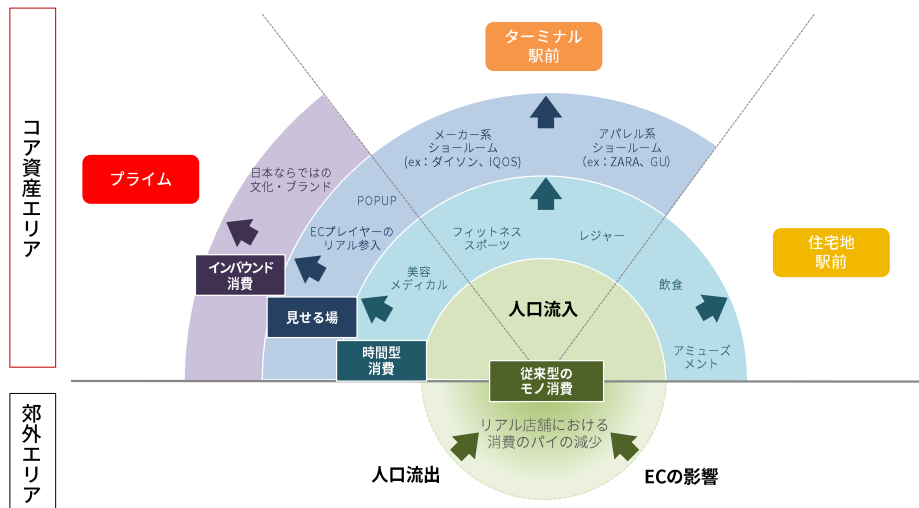 コア資産エリア
ターミナル
駅前
プライム
住宅地
駅前
日本ならではの
文化・ブランド
メーカー系
ショールーム
(ex：ダイソン、IQOS)
アパレル系
ショールーム
（ex：ZARA、GU）
POPUP
ECプレイヤーの
リアル参入
フィットネス
スポーツ
レジャー
美容
メディカル
飲食
アミューズ
メント
インバウンド
消費
見せる場
時間型
消費
人口流入
従来型の
モノ消費
郊外エリア
リアル店舗における
消費のパイの減少
人口流出
ECの影響